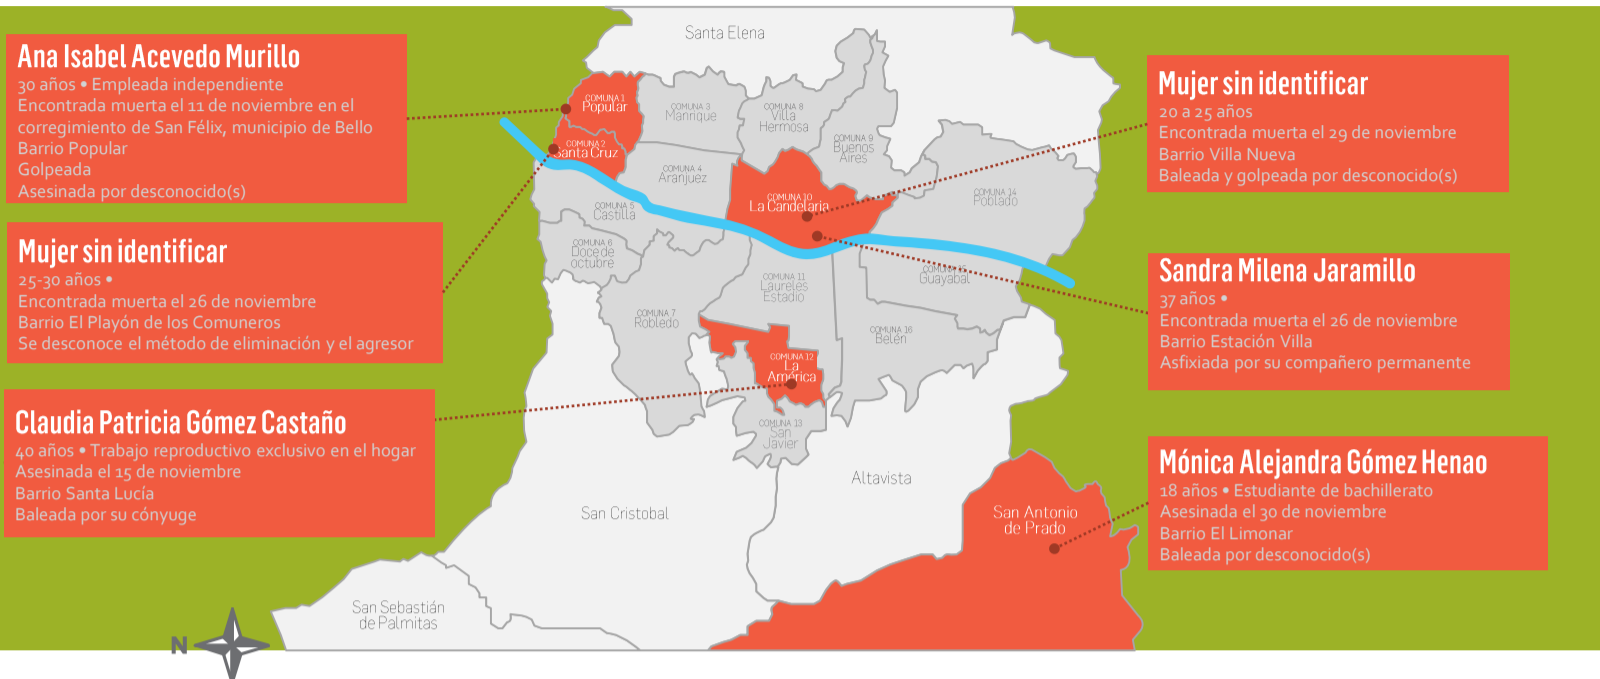 Ana Isabel Acevedo Murillo
30 años • Empleada independiente
Encontrada muerta el 11 de noviembre en el
corregimiento de San Félix, municipio de Bello
Barrio Popular
Golpeada
Asesinada por desconocido(s)
Mujer sin identificar
25-30 años •
Encontrada muerta el 26 de noviembre
Barrio El Playón de los Comuneros
Se desconoce el método de eliminación y el agresor
Claudia Patricia Gómez Castaño
40 años • Trabajo reproductivo exclusivo en el hogar
Asesinada el 15 de noviembre
Barrio Santa Lucía
Baleada por su cónyuge
Santa Elena
COMUNA 1
Popular
COMUNA 2
Santa Cruz
COMUNA 3
Manrique
COMUNA 8
Villa
Hermosa
COMUNA 9
Buenos
Aires
COMUNA 4
Aranjuez
COMUNA 10
La Candelaria
COMUNA 14
Poblado
COMUNA 5
Castilla
COMUNA 6
Doce de
octubre
COMUNA 11
Laureles
Estadio
COMUNA 15
Guayabal
COMUNA 7
Robledo
COMUNA 16
Belén
COMUNA 12
La
América
COMUNA 13
San
Javier
Altavista
San Cristobal
San Antonio
de Prado
San Sebastián
de Palmitas
N
Mujer sin identificar
20 a 25 años
Encontrada muerta el 29 de noviembre
Barrio Villa Nueva
Baleada y golpeada por desconocido(s)
Sandra Milena Jaramillo
37 años •
Encontrada muerta el 26 de noviembre
Barrio Estación Villa
Asfixiada por su compañero permanente
Mónica Alejandra Gómez Henao
18 años • Estudiante de bachillerato
Asesinada el 30 de noviembre
Barrio El Limonar
Baleada por desconocido(s)